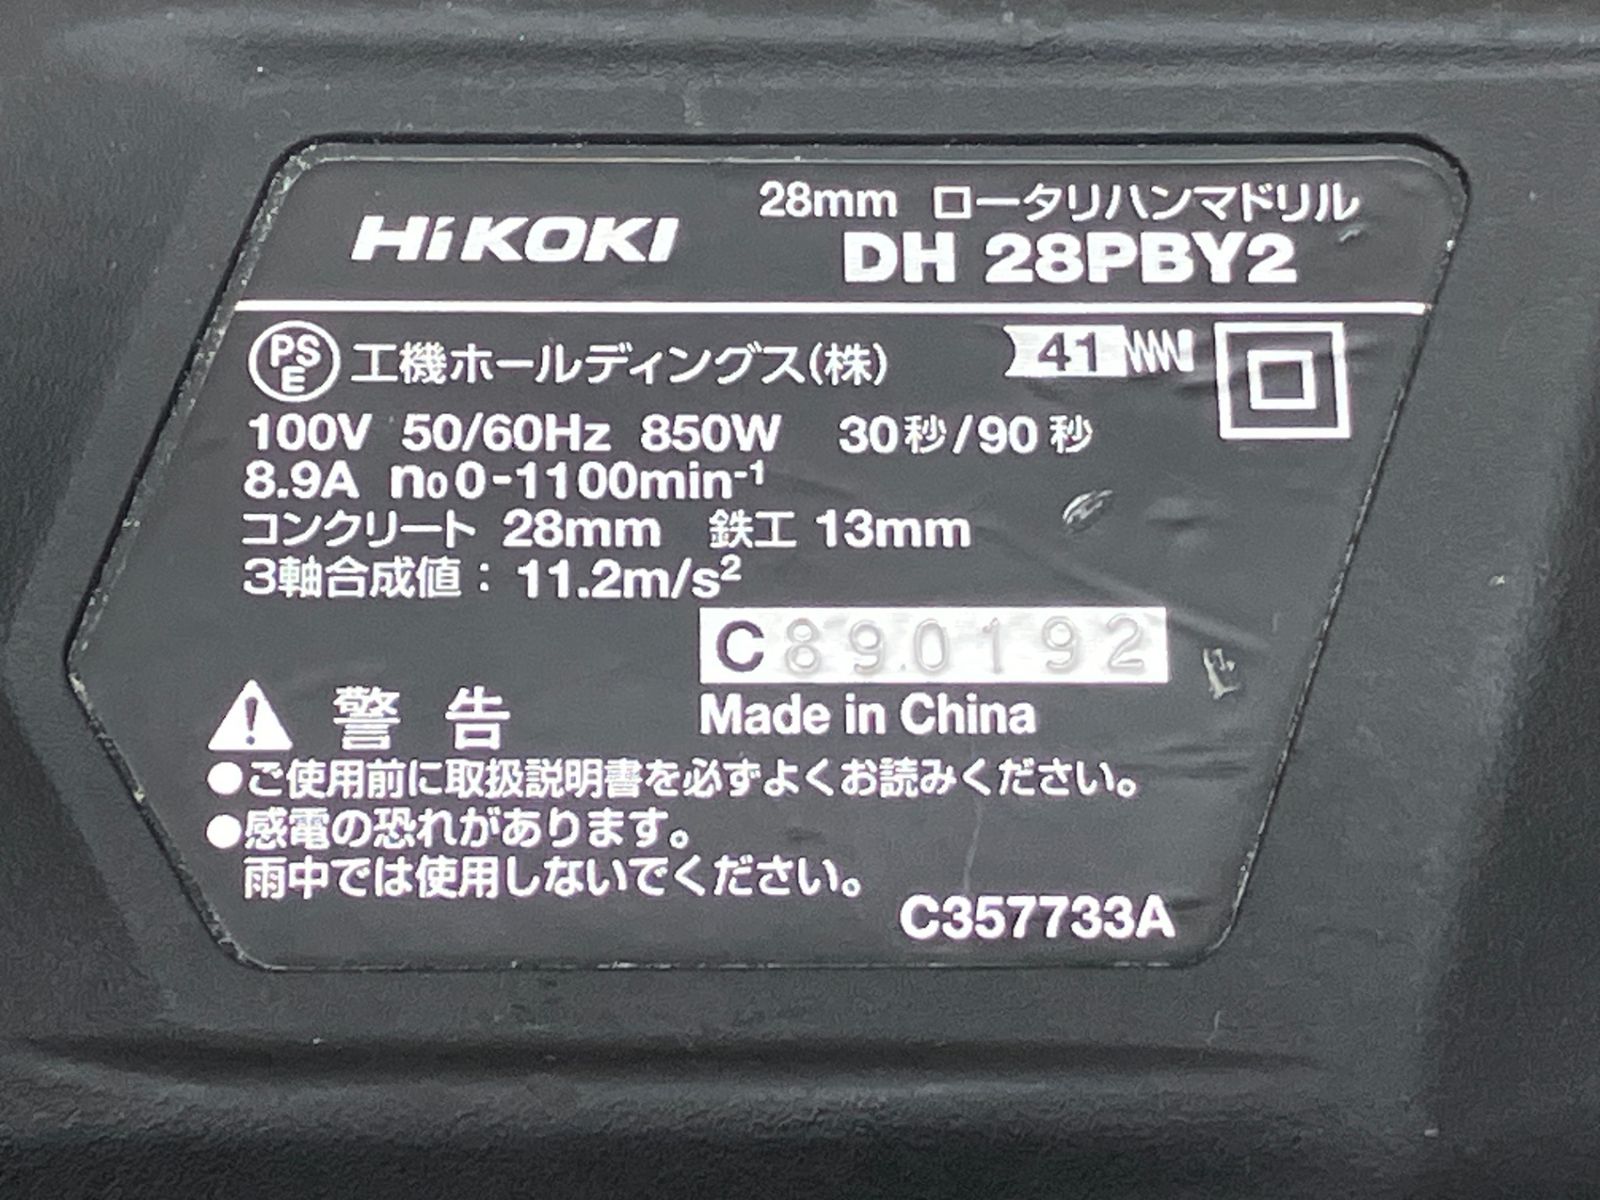 28mm ロータリハンマドリル
HiKOKI DH 28PBY2
PSE 工機ホールディングス(株) 41
100V 50/60Hz 850W 30秒/90秒
8.9A n₀0-1100min⁻¹
コンクリート 28mm 鉄工 13mm
3軸合成値：11.2m/s²
C890192
Made in China
警告
●ご使用前に取扱説明書を必ずよくお読みください。
●感電の恐れがあります。
雨中では使用しないでください。
C357733A